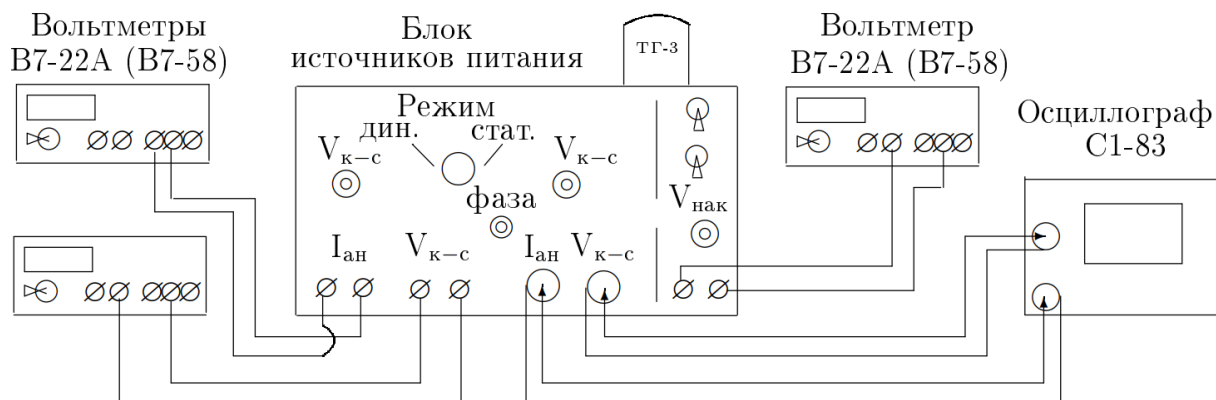 Вольтметры
В7-22А (В7-58)
Блок
источников питания
ТГ-3
Вольтметр
В7-22А (В7-58)
Осциллограф
С1-83
Режим
дин. стат.
Vк−с Vк−с
фаза
Vнак
Iан Vк−с Iан Vк−с